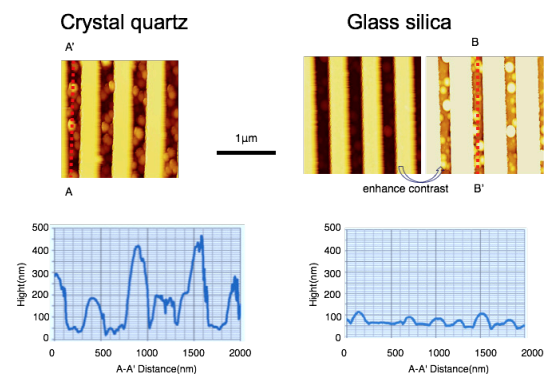 Crystal quartz
Glass silica
A'
B
1μm
A
enhance contrast
B'
500
400
300
200
100
0
Hight(nm)
0
500
1000
1500
2000
A-A' Distance(nm)
500
400
300
200
100
0
Hight(nm)
0
500
1000
1500
2000
A-A' Distance(nm)